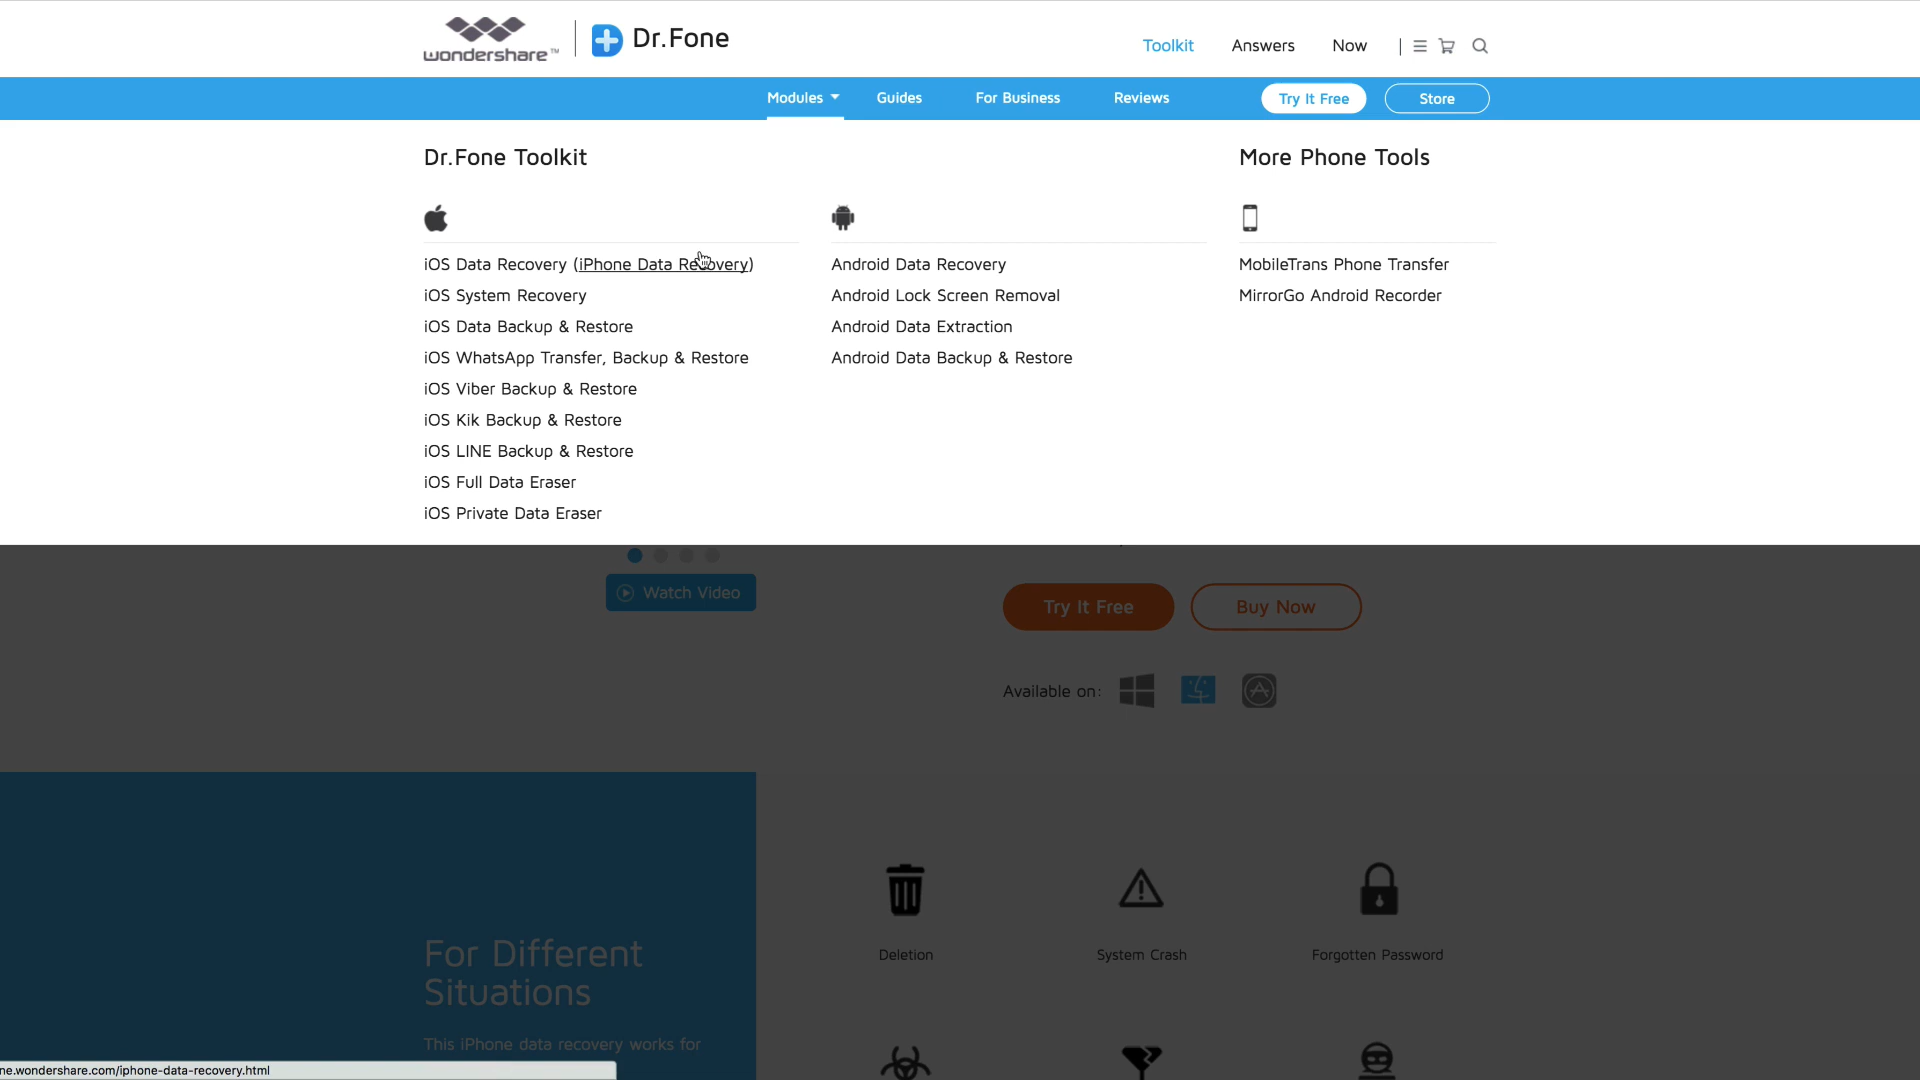 wondershare™
Dr.Fone
Toolkit
Answers
Now
Modules
Guides
For Business
Reviews
Try It Free
Store
Dr.Fone Toolkit
iOS Data Recovery (iPhone Data Recovery)
iOS System Recovery
iOS Data Backup & Restore
iOS WhatsApp Transfer, Backup & Restore
iOS Viber Backup & Restore
iOS Kik Backup & Restore
iOS LINE Backup & Restore
iOS Full Data Eraser
iOS Private Data Eraser
Android Data Recovery
Android Lock Screen Removal
Android Data Extraction
Android Data Backup & Restore
More Phone Tools
MobileTrans Phone Transfer
MirrorGo Android Recorder
Watch Video
Try It Free
Buy Now
Available on:
For Different
Situations
This iPhone data recovery works for
Deletion
System Crash
Forgotten Password
ne.wondershare.com/iphone-data-recovery.html